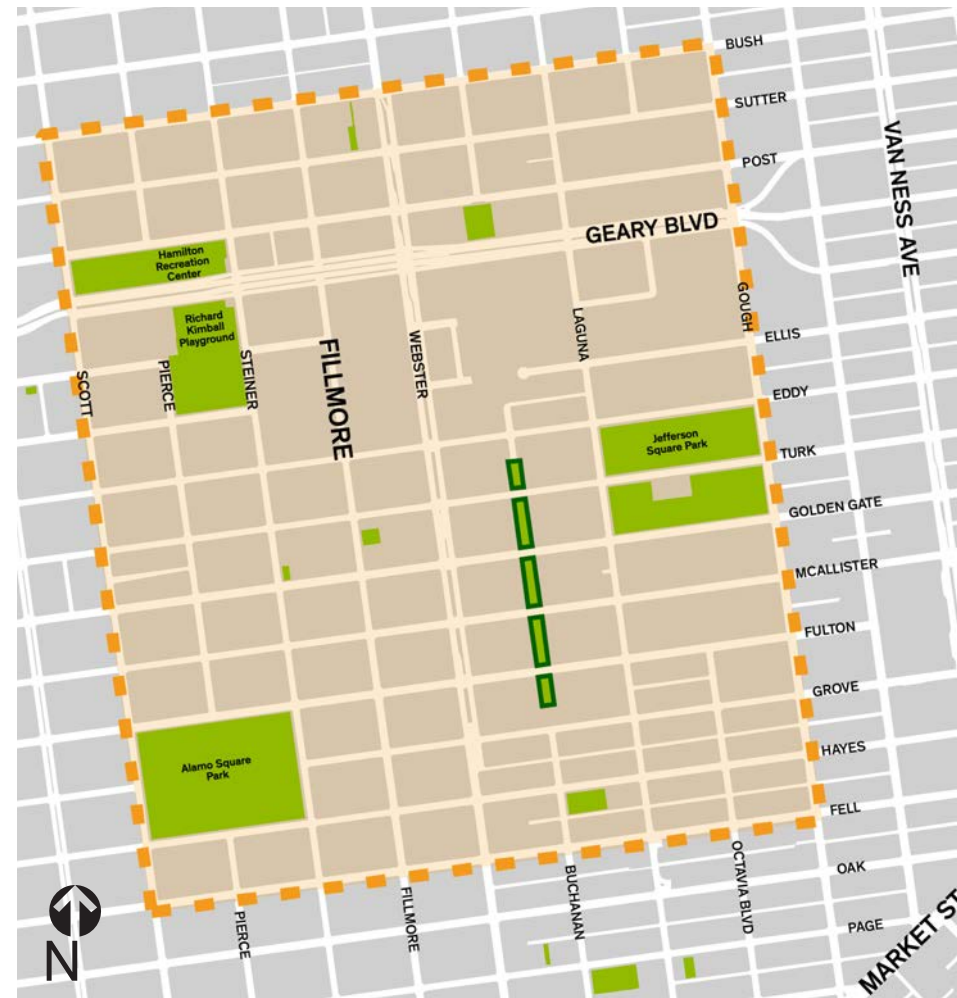 BUSH
SUTTER
VAN NESS AVE
POST
GEARY BLVD
Hamilton
Recreation
Center
GOUGH
Richard
Kimball
Playground
LAGUNA
ELLIS
WEBSTER
FILLMORE
STEINER
PIERCE
SCOTT
EDDY
Jefferson
Square Park
TURK
GOLDEN GATE
MCALLISTER
FULTON
GROVE
HAYES
Alamo Square
Park
FELL
OCTAVIA BLVD
OAK
BUCHANAN
FILLMORE
PIERCE
PAGE
MARKET ST
N